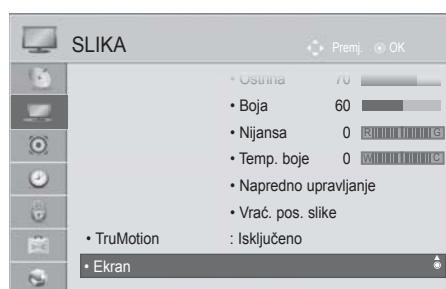 SLIKA
Premj. OK
• Oštrina 70
• Boja 60
• Nijansa 0 R G
• Temp. boje 0 W C
• Napredno upravljanje
• Vrać. pos. slike
• TruMotion : Isključeno
• Ekran